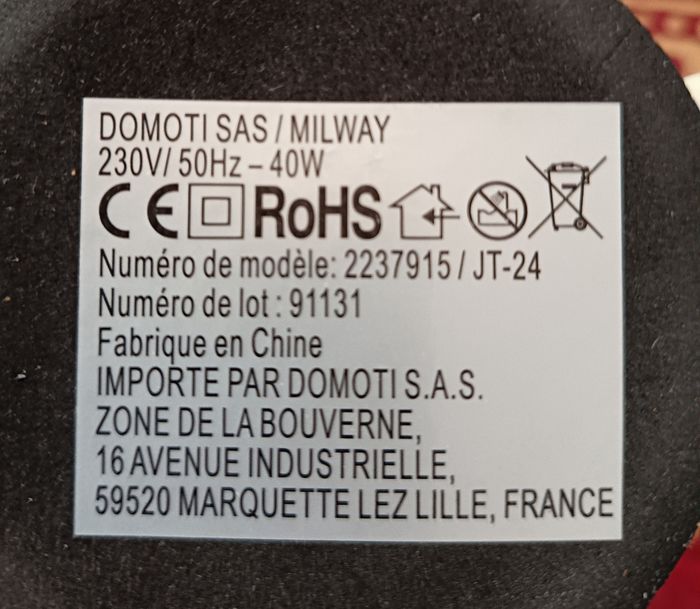 DOMOTI SAS / MILWAY
230V/ 50Hz – 40W
CE RoHS
Numéro de modèle: 2237915 / JT-24
Numéro de lot : 91131
Fabrique en Chine
IMPORTE PAR DOMOTI S.A.S.
ZONE DE LA BOUVERNE,
16 AVENUE INDUSTRIELLE,
59520 MARQUETTE LEZ LILLE, FRANCE